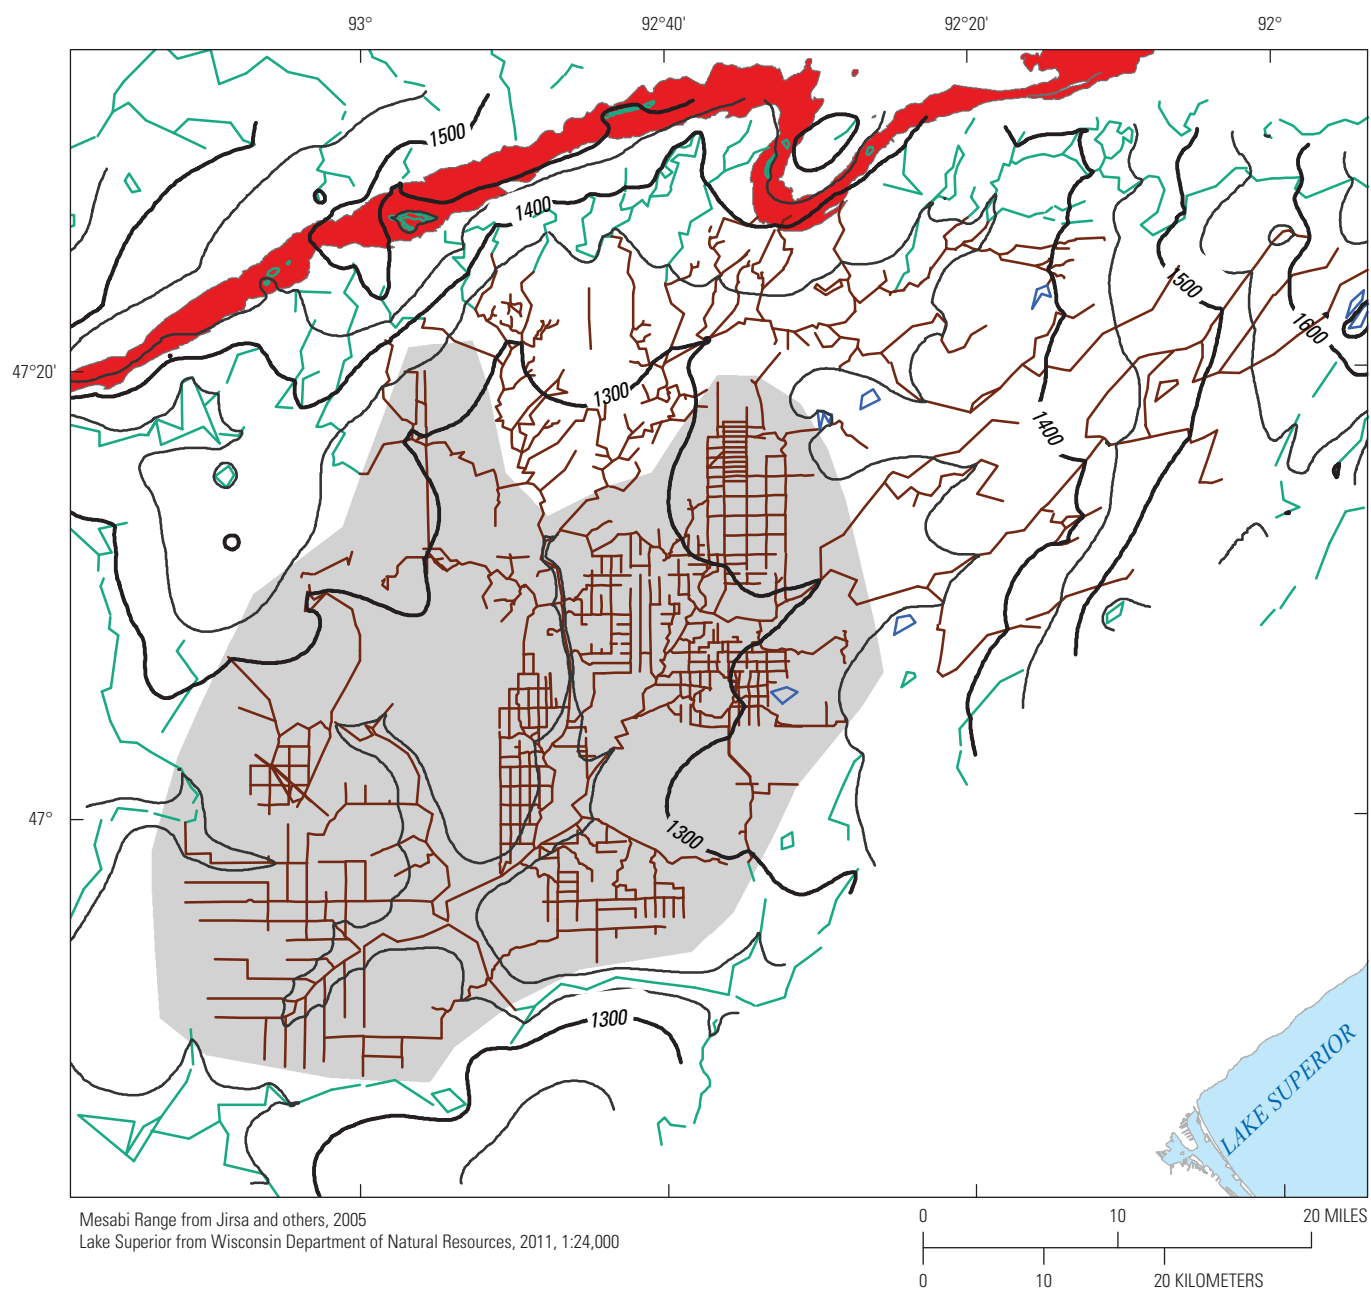 93°
92°40'
92°20'
92°
1500
1400
1500
1600
47°20'
1300
1400
47°
1300
1300
LAKE SUPERIOR
Mesabi Range from Jirsa and others, 2005
Lake Superior from Wisconsin Department of Natural Resources, 2011, 1:24,000
0 10 20 MILES
0 10 20 KILOMETERS